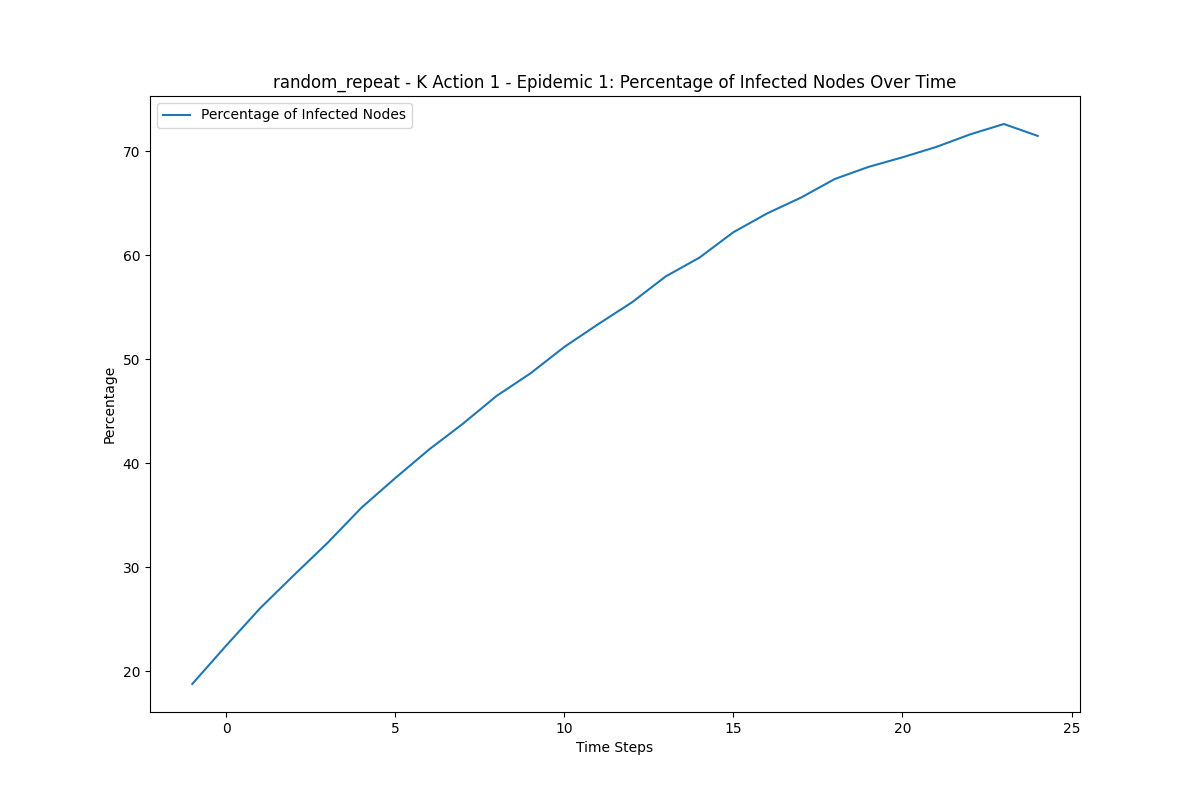 random_repeat - K Action 1 - Epidemic 1: Percentage of Infected Nodes Over Time
Percentage of Infected Nodes
70
60
50
40
30
20
Percentage
0 5 10 15 20 25
Time Steps